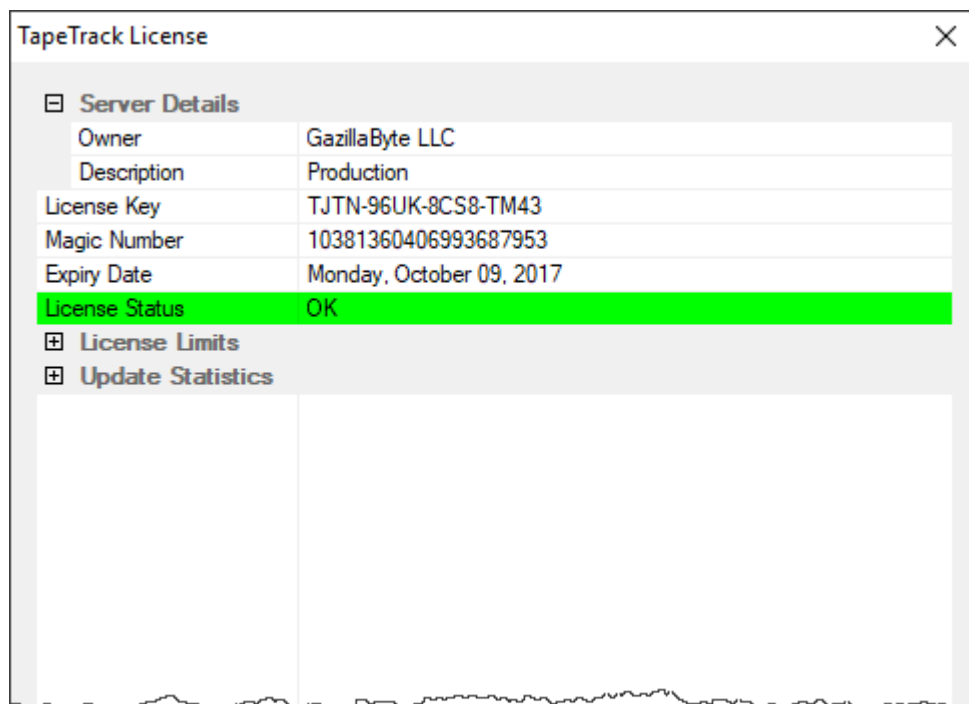 TapeTrack License
Server Details
Owner GazillaByte LLC
Description Production
License Key TJTN-96UK-8CS8-TM43
Magic Number 10381360406993687953
Expiry Date Monday, October 09, 2017
License Status OK
License Limits
Update Statistics